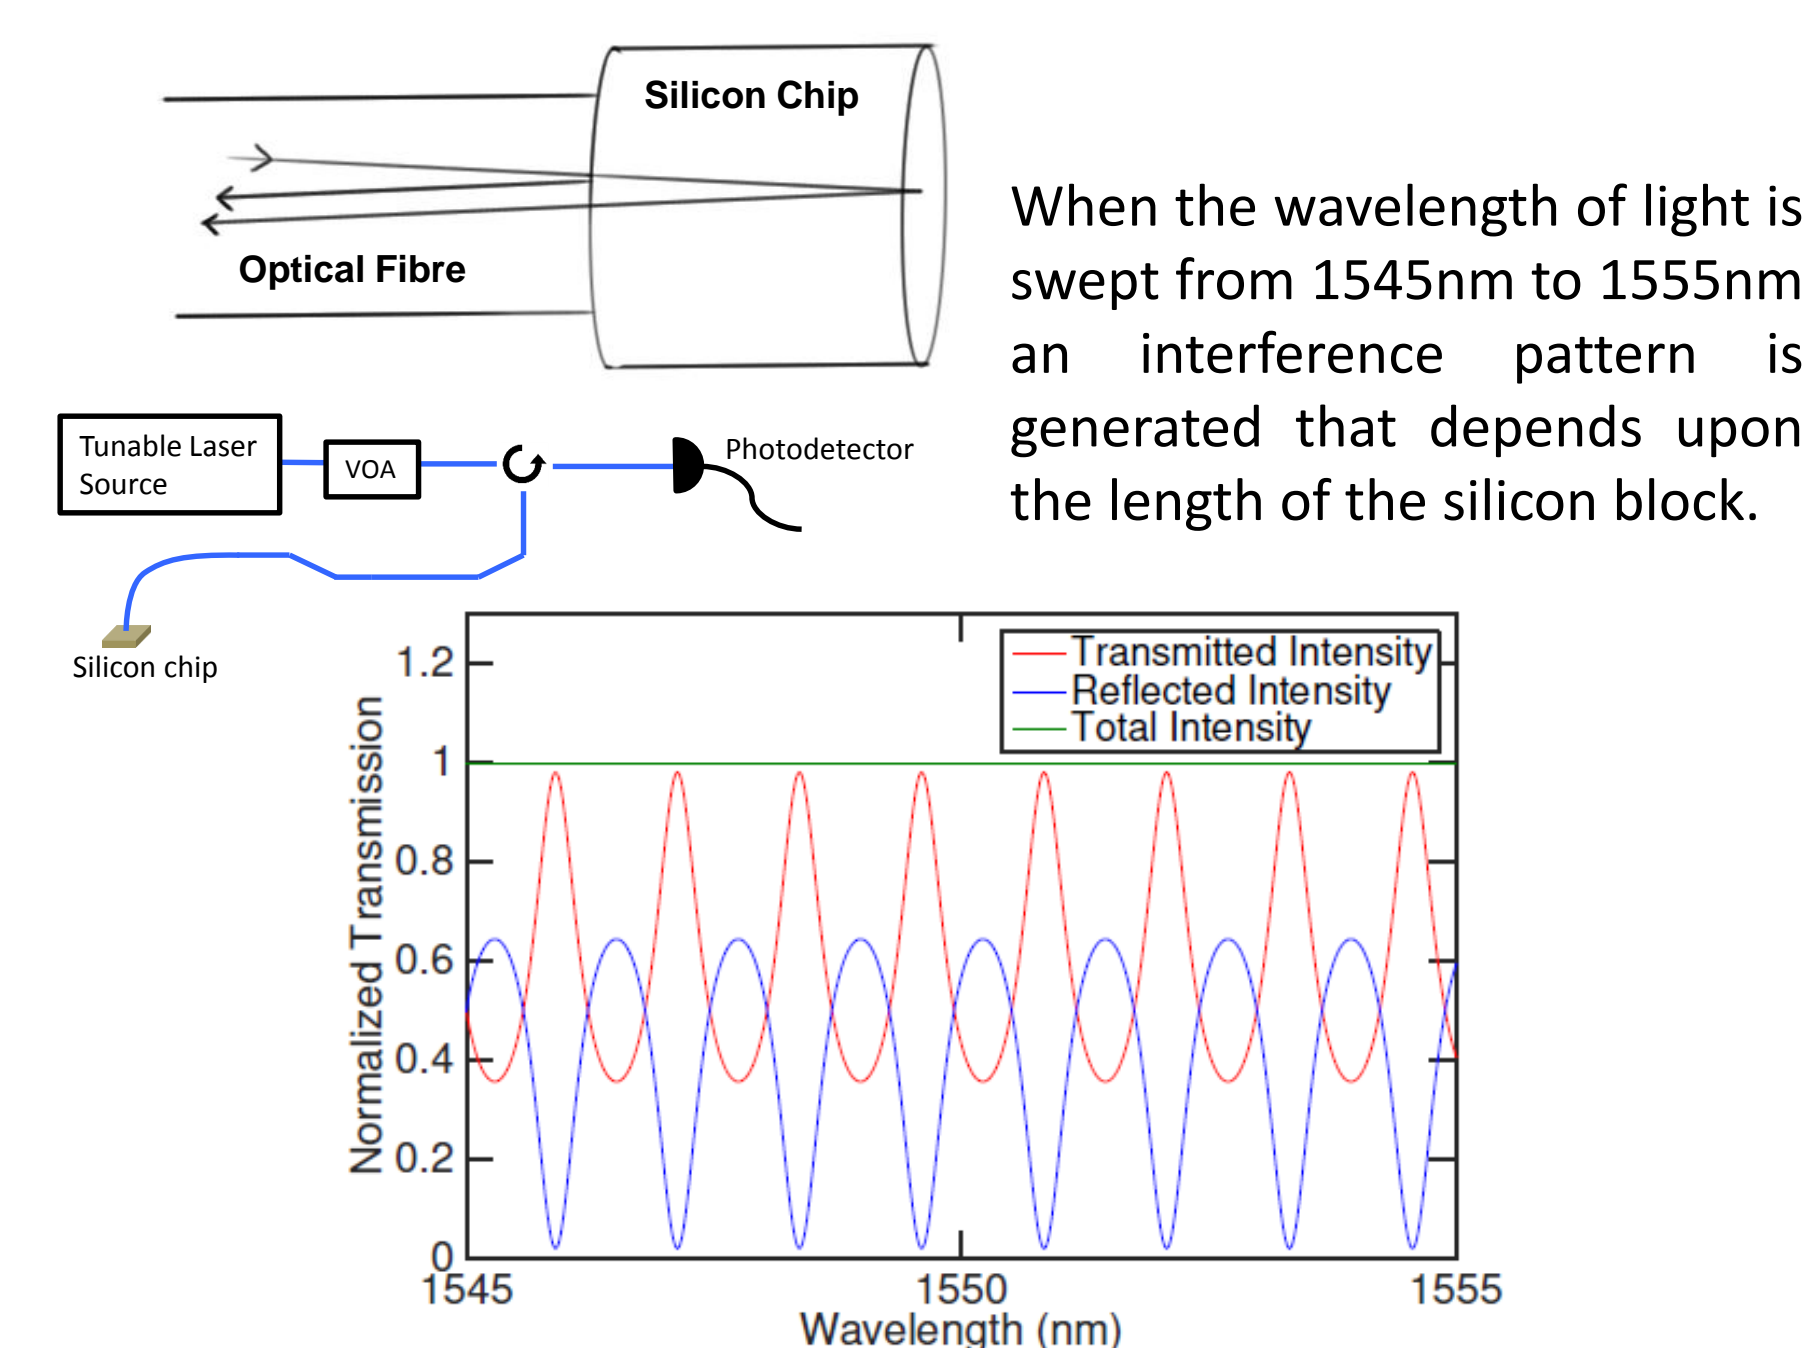 Silicon Chip
Optical Fibre
When the wavelength of light is
swept from 1545nm to 1555nm
an interference pattern is
generated that depends upon
the length of the silicon block.
Tunable Laser
Source
VOA
Photodetector
Silicon chip
Transmitted Intensity
Reflected Intensity
Total Intensity
Normalized Transmission
1.2
1
0.8
0.6
0.4
0.2
0
1545
1550
1555
Wavelength (nm)